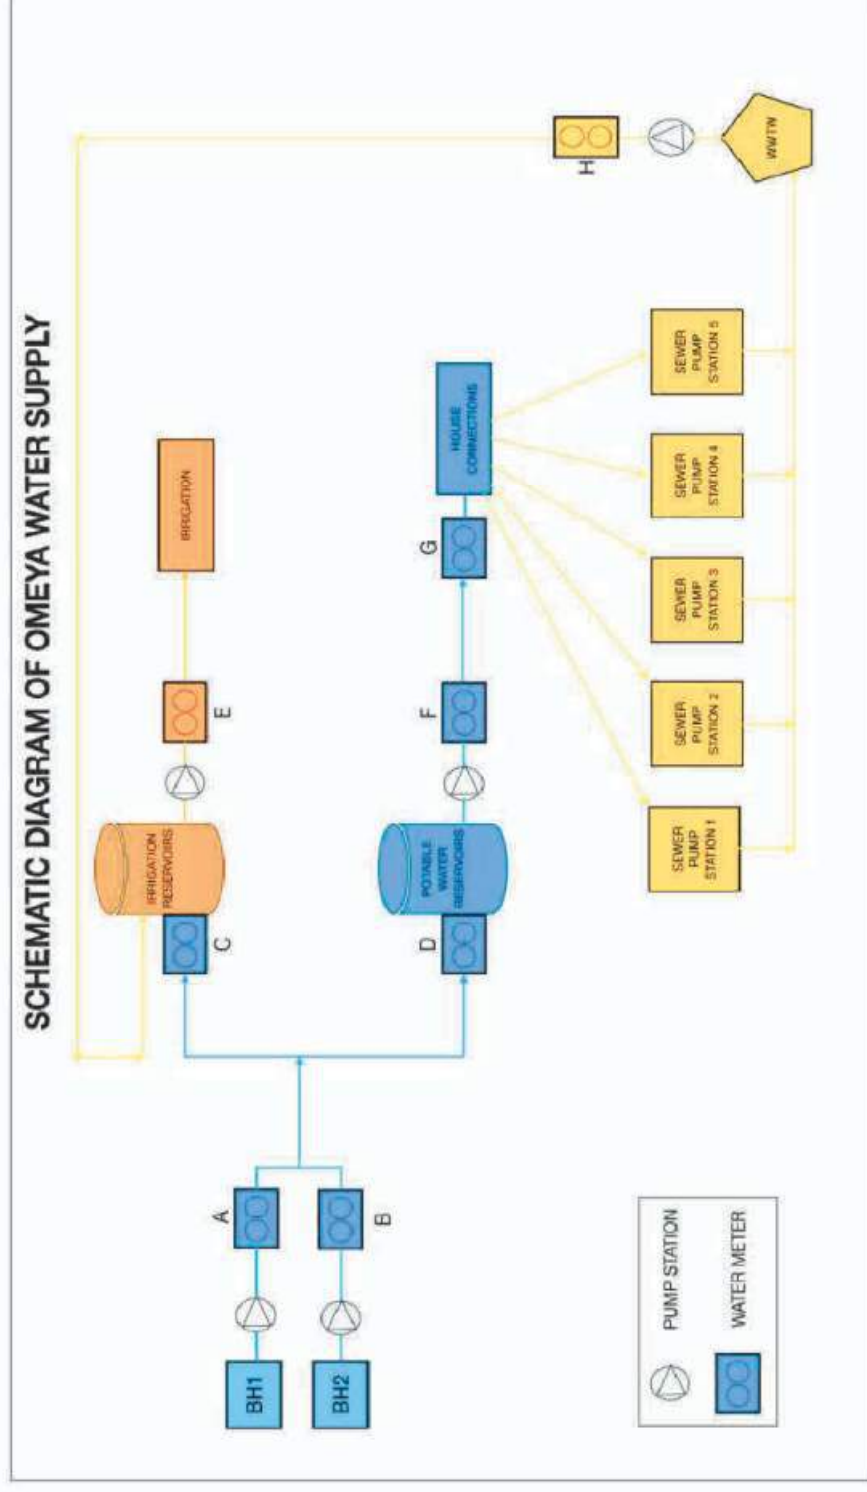 SCHEMATIC DIAGRAM OF OMEYA WATER SUPPLY
BH1
BH2
A
B
C
D
IRRIGATION
RESERVOIRS
POTABLE
WATER
RESERVOIRS
E
F
G
IRRIGATION
HOUSE
CONNECTIONS
H
WWTW
SEWER
PUMP
STATION 1
SEWER
PUMP
STATION 2
SEWER
PUMP
STATION 3
SEWER
PUMP
STATION 4
SEWER
PUMP
STATION 5
PUMP STATION
WATER METER